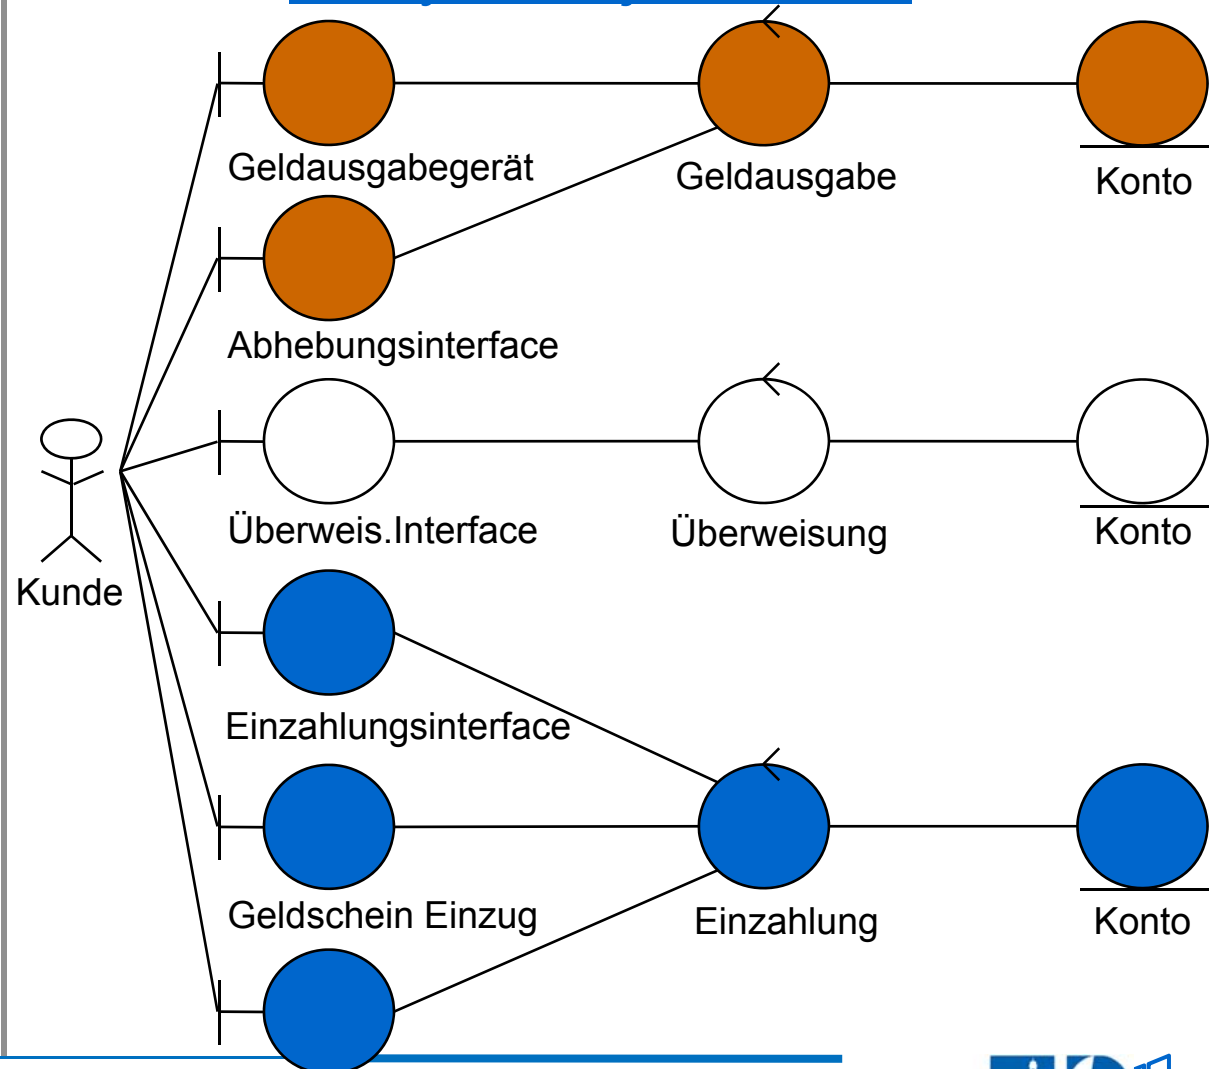 Geldausgabegerät
Geldausgabe
Konto
Abhebungsinterface
Überweis.Interface
Überweisung
Konto
Kunde
Einzahlungsinterface
Geldschein Einzug
Einzahlung
Konto